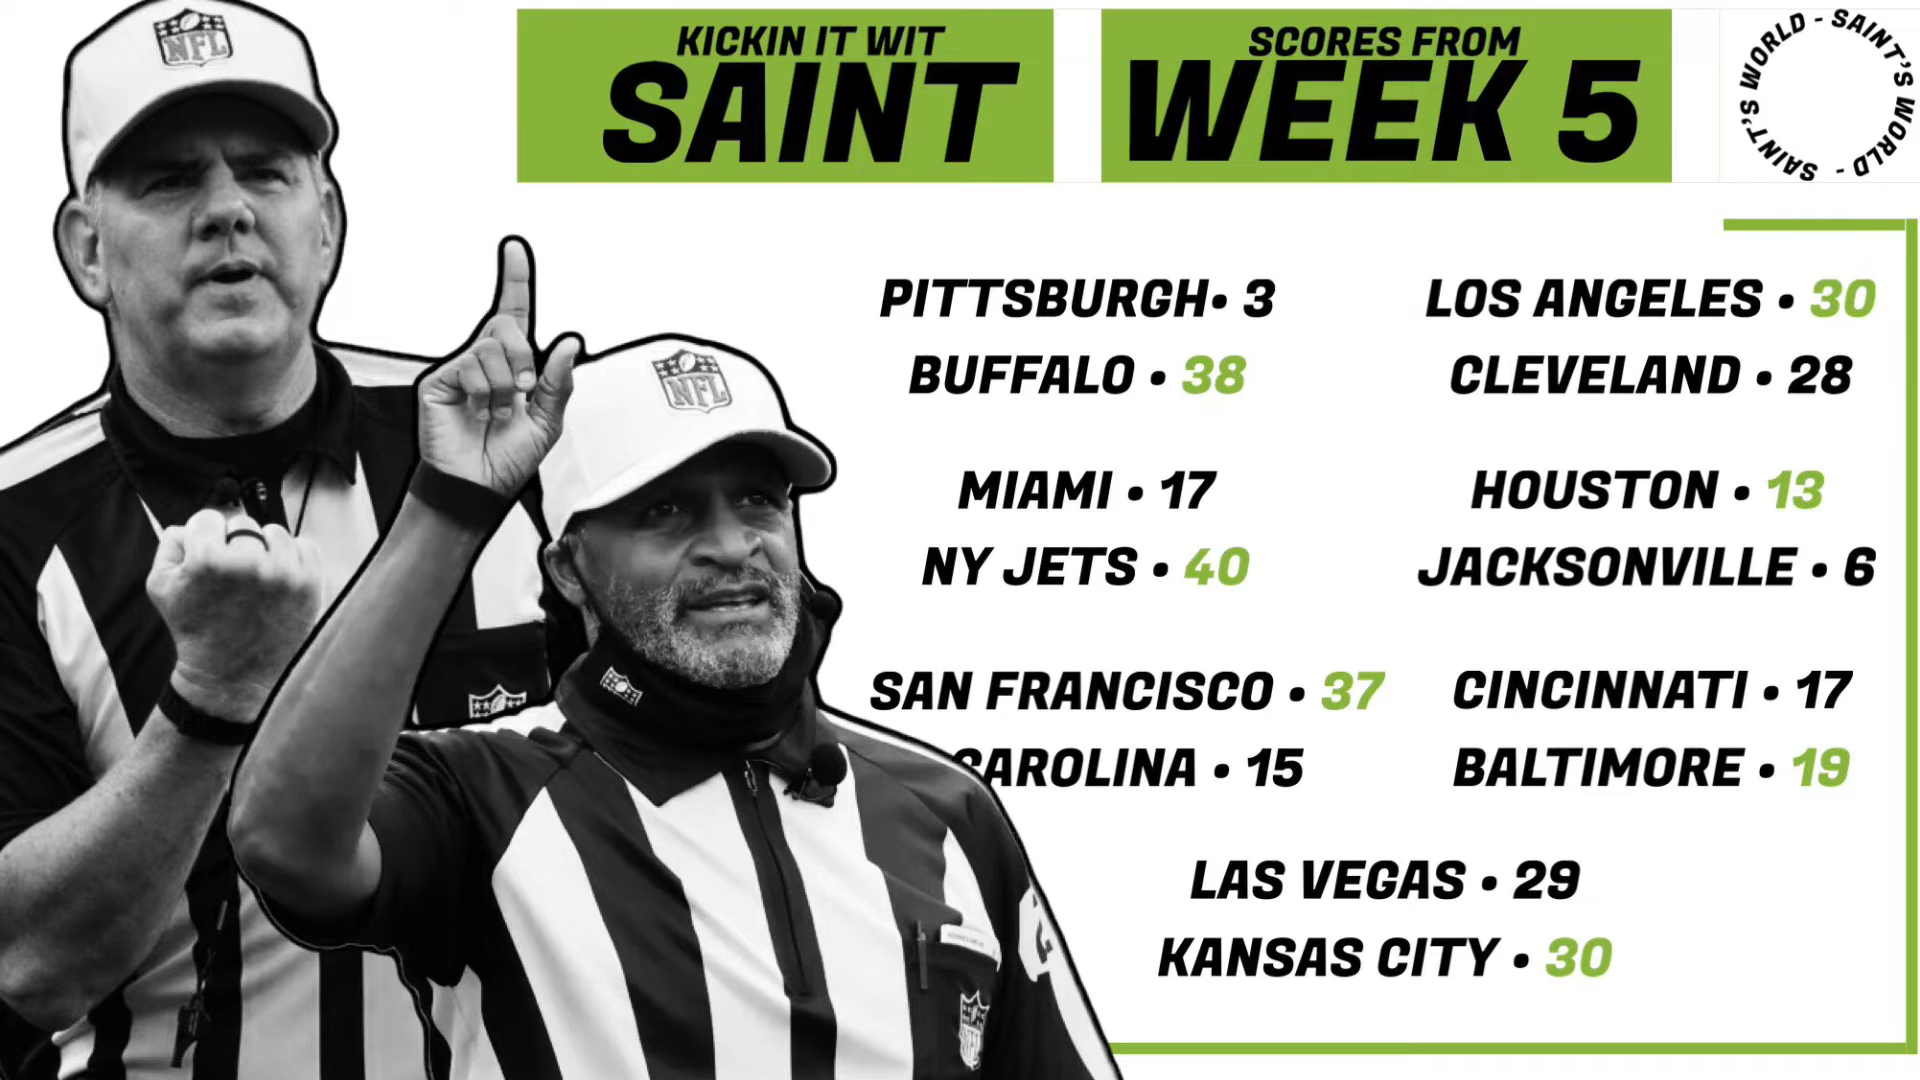 KICKIN IT WIT
SAINT
SCORES FROM
WEEK 5
SAINT'S WORLD - SAINT'S WORLD -
NFL
NFL
PITTSBURGH• 3
BUFFALO • 38
LOS ANGELES • 30
CLEVELAND • 28
MIAMI • 17
NY JETS • 40
HOUSTON • 13
JACKSONVILLE • 6
SAN FRANCISCO • 37
CAROLINA • 15
CINCINNATI • 17
BALTIMORE • 19
LAS VEGAS • 29
KANSAS CITY • 30
NFL